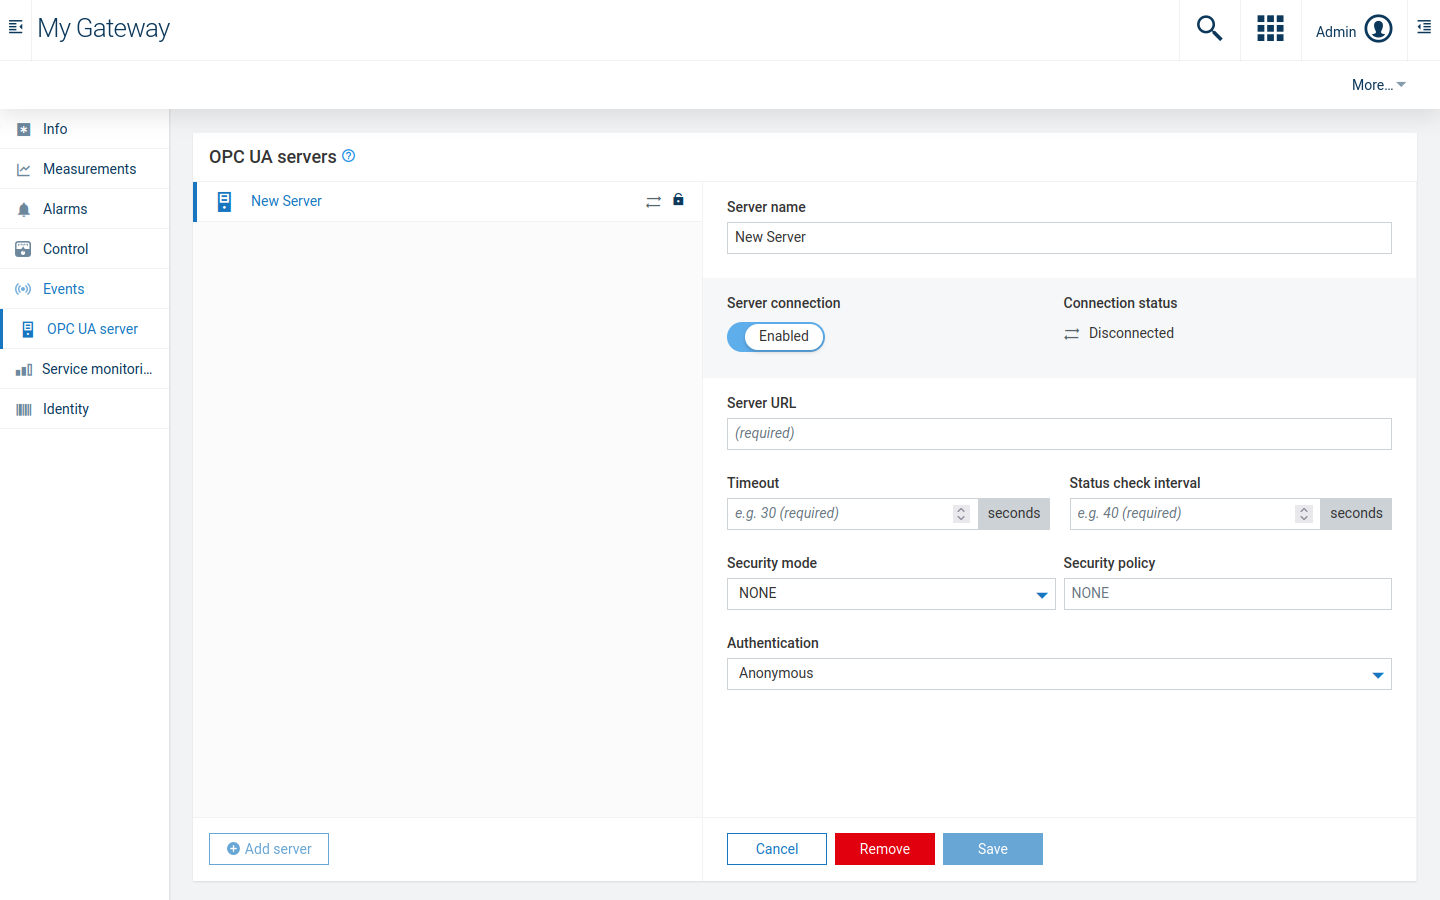 My Gateway
Admin
More...
Info
Measurements
Alarms
Control
Events
OPC UA server
Service monitori...
Identity
OPC UA servers
New Server
Server name
New Server
Server connection
Connection status
Enabled
Disconnected
Server URL
(required)
Timeout
Status check interval
e.g. 30 (required)
seconds
e.g. 40 (required)
seconds
Security mode
Security policy
NONE
NONE
Authentication
Anonymous
Add server
Cancel
Remove
Save